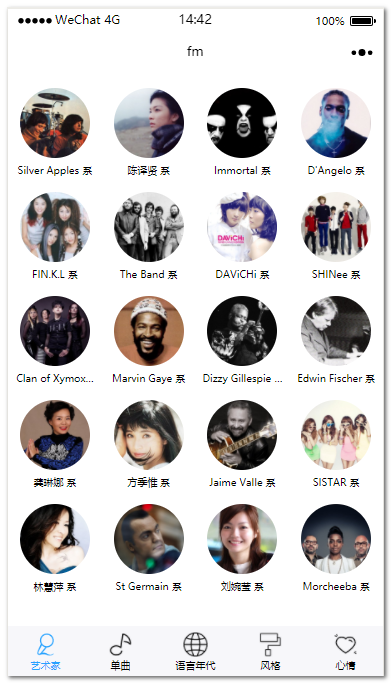 ●●●●● WeChat 4G 14:42 100%
fm •••
Silver Apples 系 陈译贤 系 Immortal 系 D'Angelo 系
DAViCHi
FIN.K.L 系 The Band 系 DAViCHi 系 SHINee 系
Clan of Xymox... Marvin Gaye 系 Dizzy Gillespie ... Edwin Fischer 系
龚琳娜 系 方季惟 系 Jaime Valle 系 SISTAR 系
林慧萍 系 St Germain 系 刘婉莹 系 Morcheeba 系
艺术家 单曲 语言年代 风格 心情